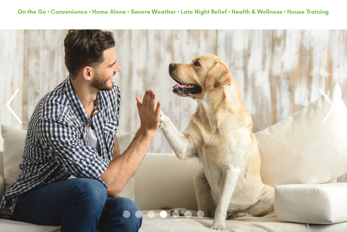 On the Go • Convenience • Home Alone • Severe Weather • Late Night Relief • Health & Wellness • House Training